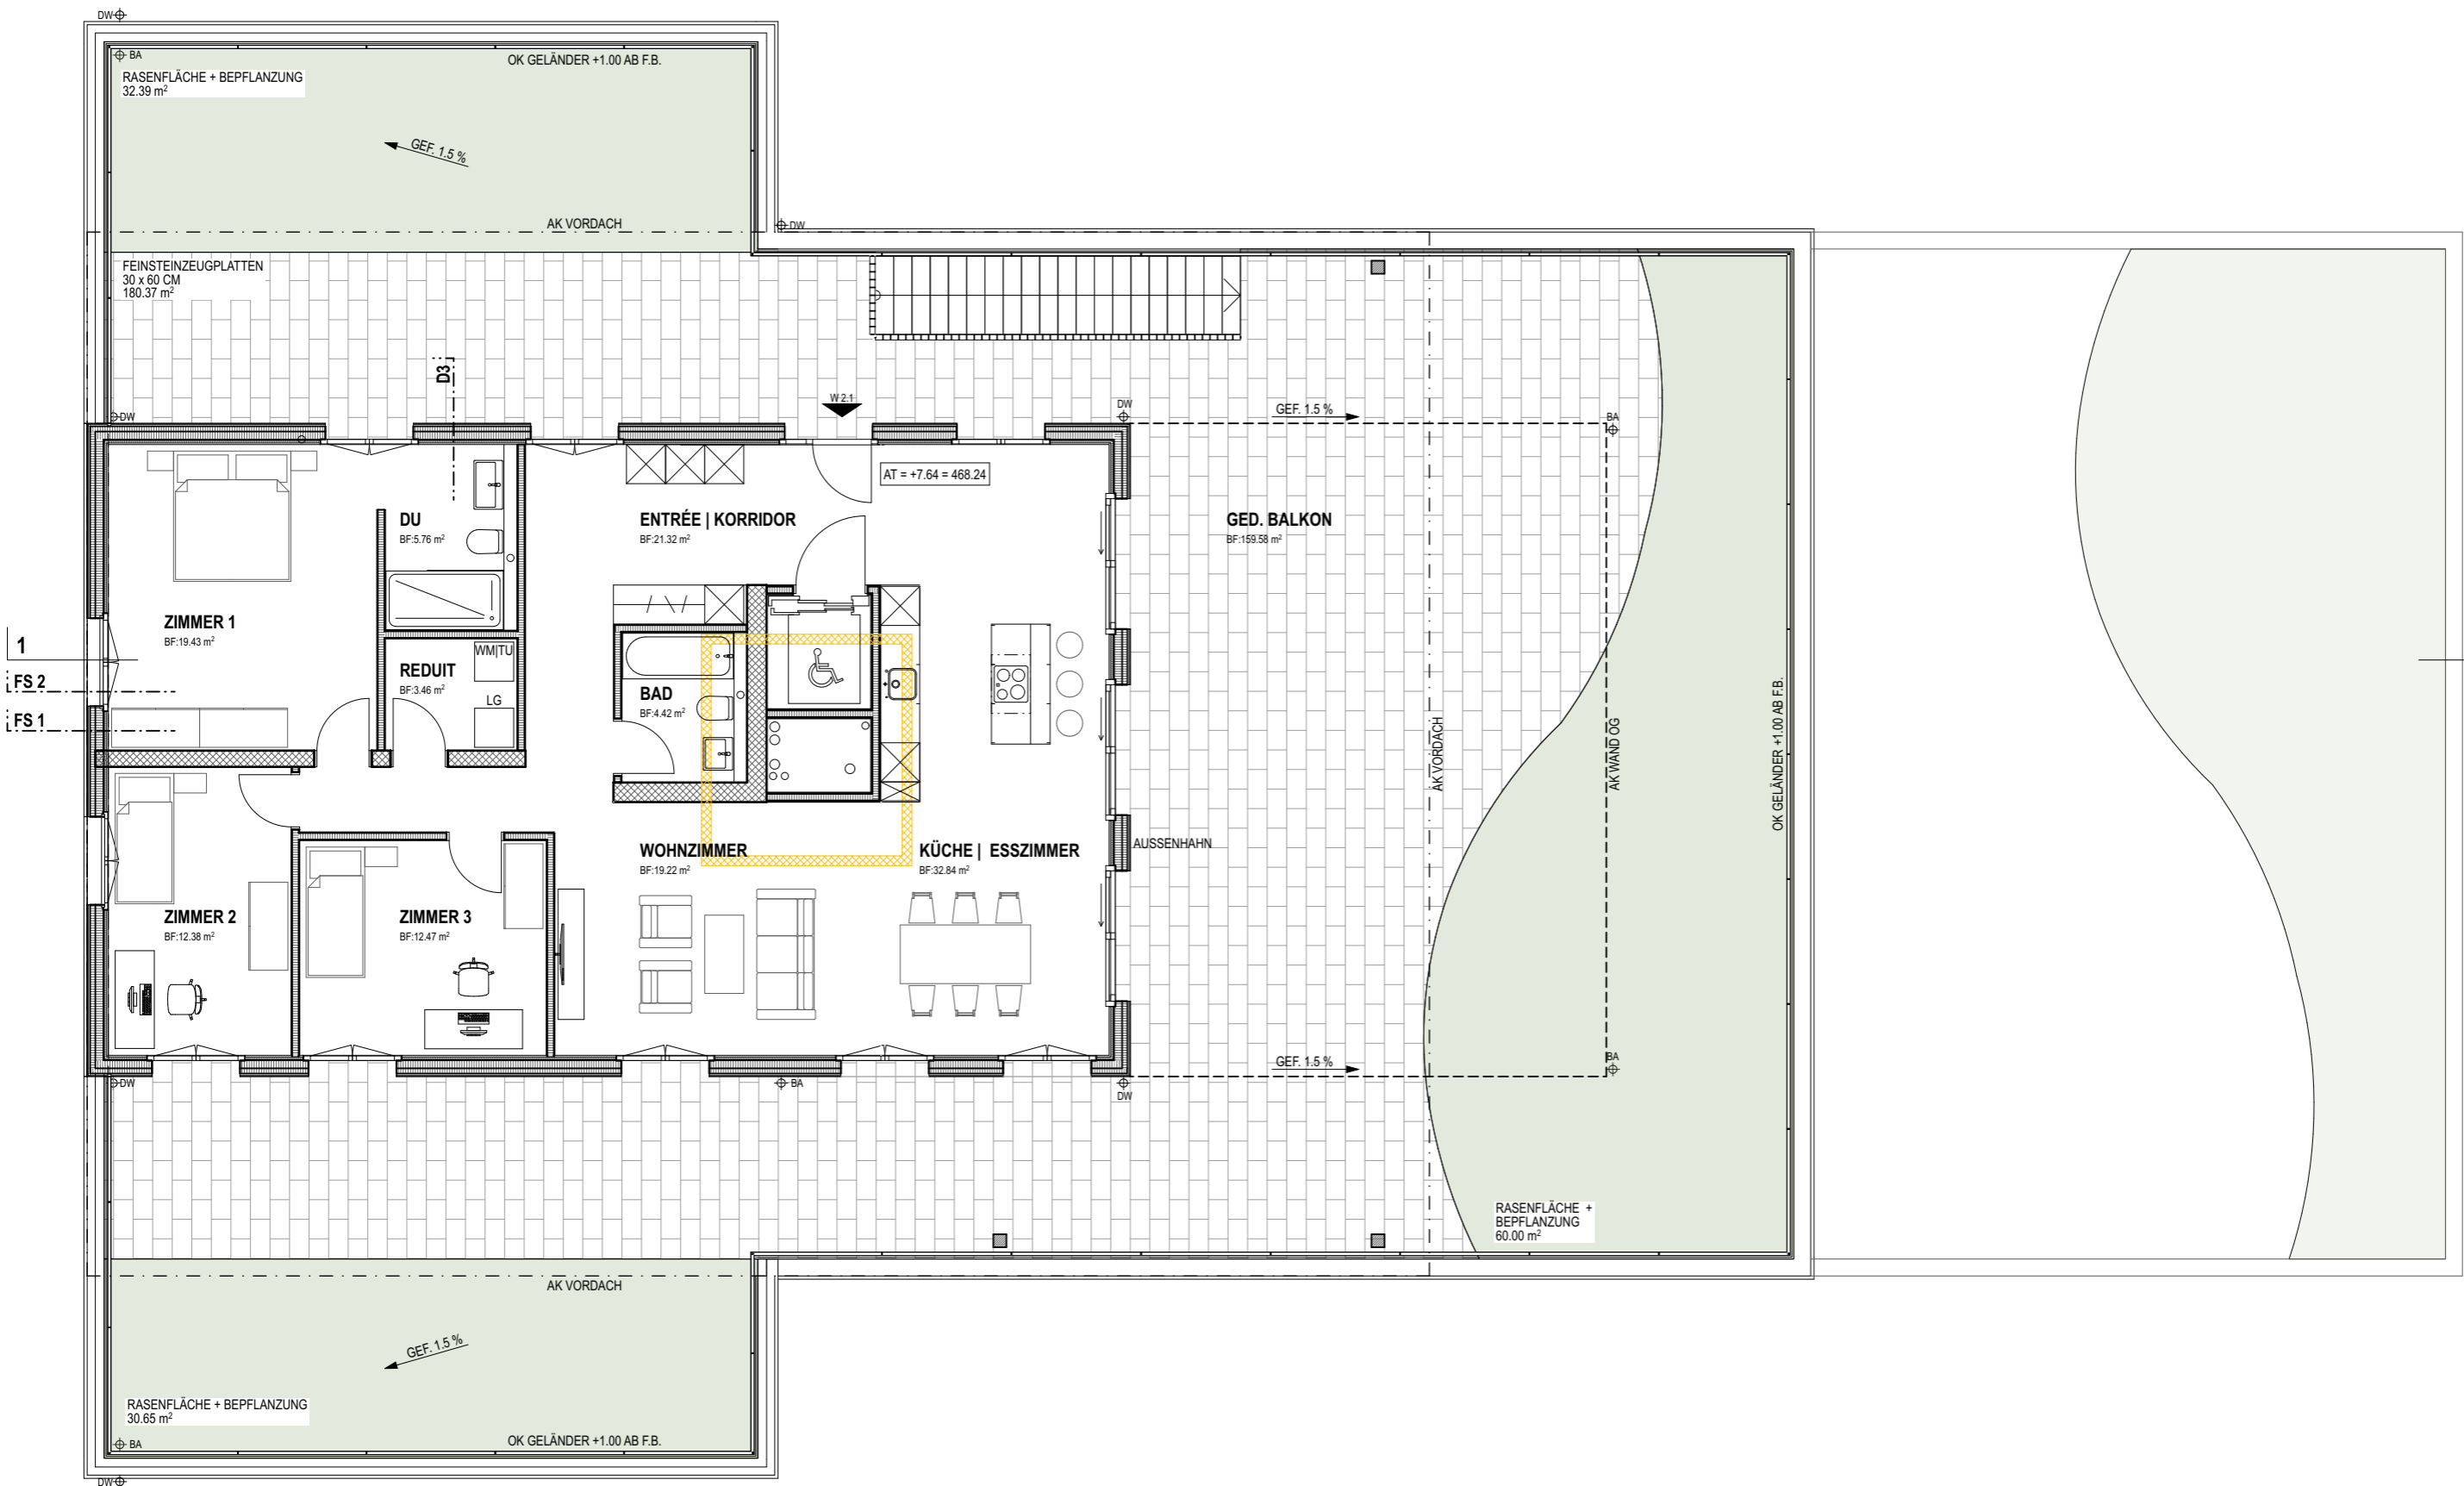 DW
BA
OK GELÄNDER +1.00 AB F.B.
RASENFLÄCHE + BEPFLANZUNG
32.39 m²
GEF. 1.5 %
AK VORDACH
DW
FEINSTEINZEUGPLATTEN
30 x 60 CM
180.37 m²
D3
DW
W 2.1
DW
GEF. 1.5 %
BA
AT = +7.64 = 468.24
DU
BF:5.76 m²
ENTRÉE | KORRIDOR
BF:21.32 m²
GED. BALKON
BF:159.58 m²
ZIMMER 1
BF:19.43 m²
1
FS 2
FS 1
REDUIT
BF:3.46 m²
WM|TU
LG
BAD
BF:4.42 m²
AK VORDACH
AK WAND OG
OK GELÄNDER +1.00 AB F.B.
AUSSENHAHN
WOHNZIMMER
BF:19.22 m²
KÜCHE | ESSZIMMER
BF:32.84 m²
ZIMMER 2
BF:12.38 m²
ZIMMER 3
BF:12.47 m²
DW
BA
DW
GEF. 1.5 %
BA
RASENFLÄCHE +
BEPFLANZUNG
60.00 m²
AK VORDACH
GEF. 1.5 %
RASENFLÄCHE + BEPFLANZUNG
30.65 m²
BA
OK GELÄNDER +1.00 AB F.B.
DW